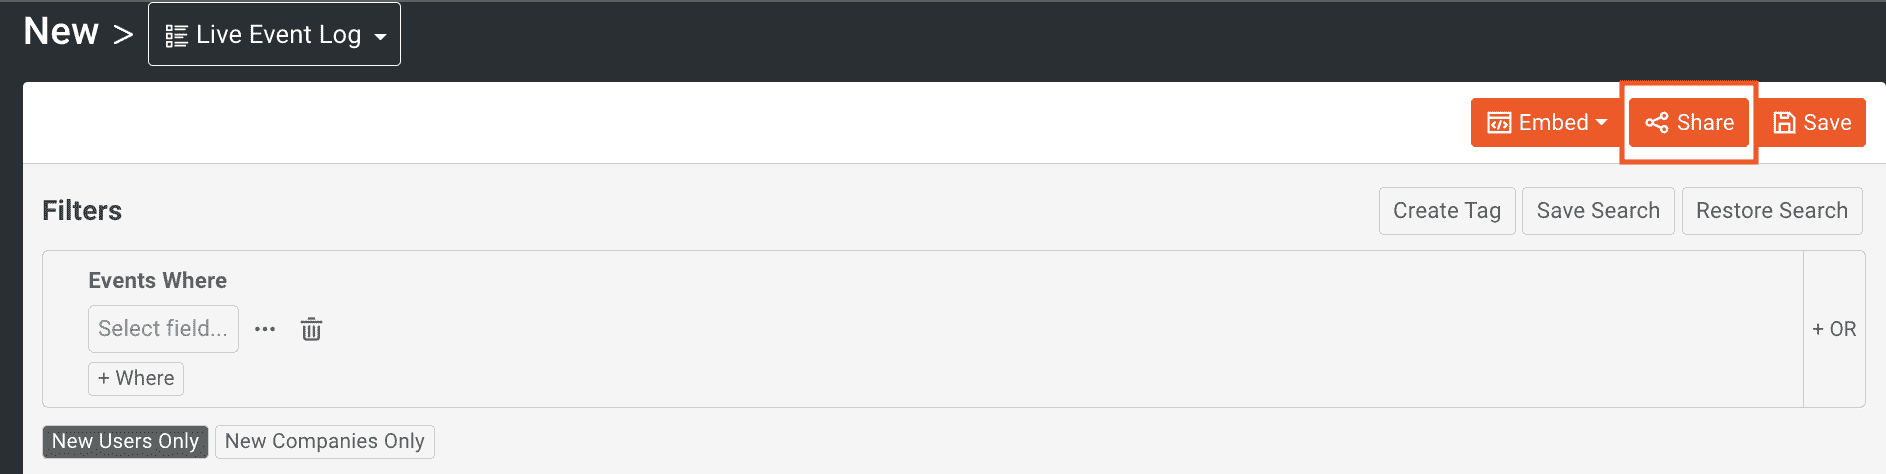 New > Live Event Log
Embed Share Save
Filters Create Tag Save Search Restore Search
Events Where
Select field... ••• + OR
+ Where
New Users Only New Companies Only